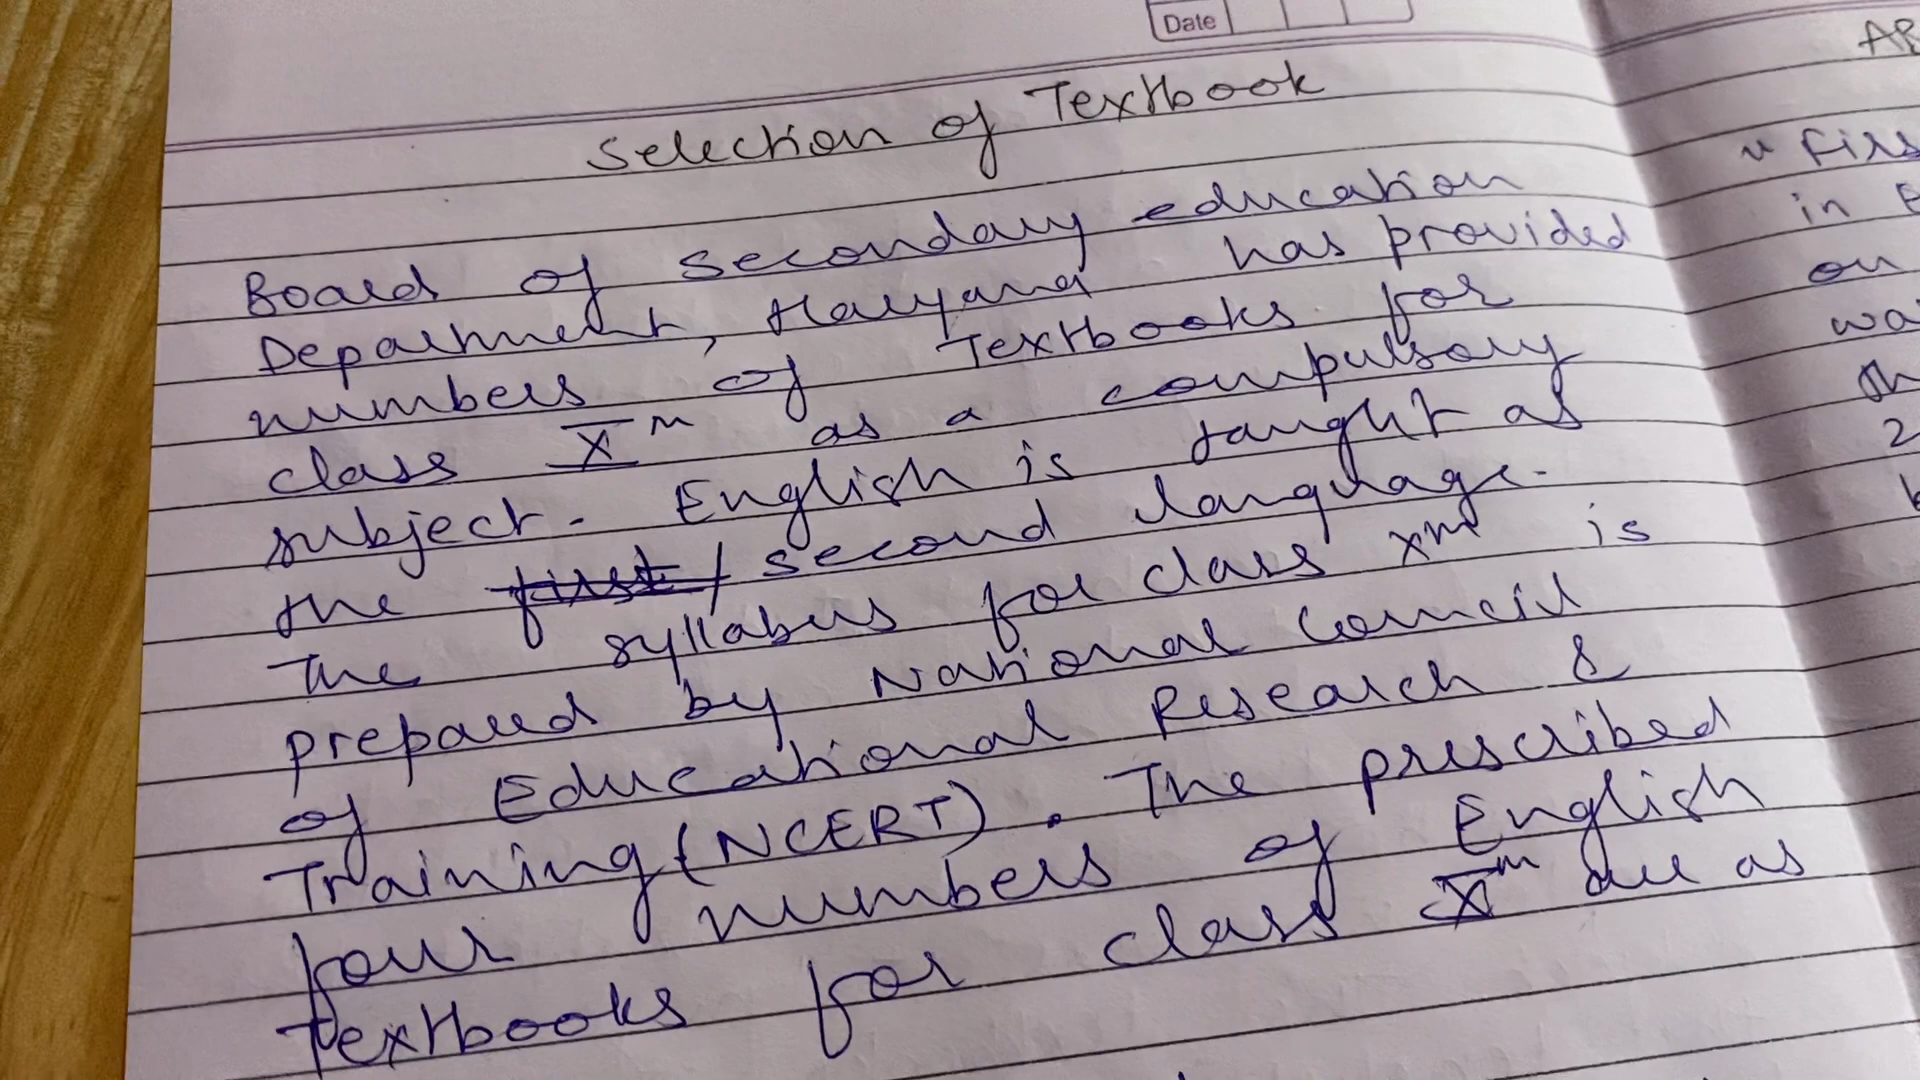 Date
Selection of Textbook
Board of secondary education
Department, Haryana has provided
numbers of Textbooks for
class Xth as a compulsory
subject. English is taught as
the first/ second language.
The syllabus for class Xth is
prepared by National Council
of Educational Research &
Training (NCERT). The prescribed
four numbers of English
Textbooks for class Xth are as
in
on